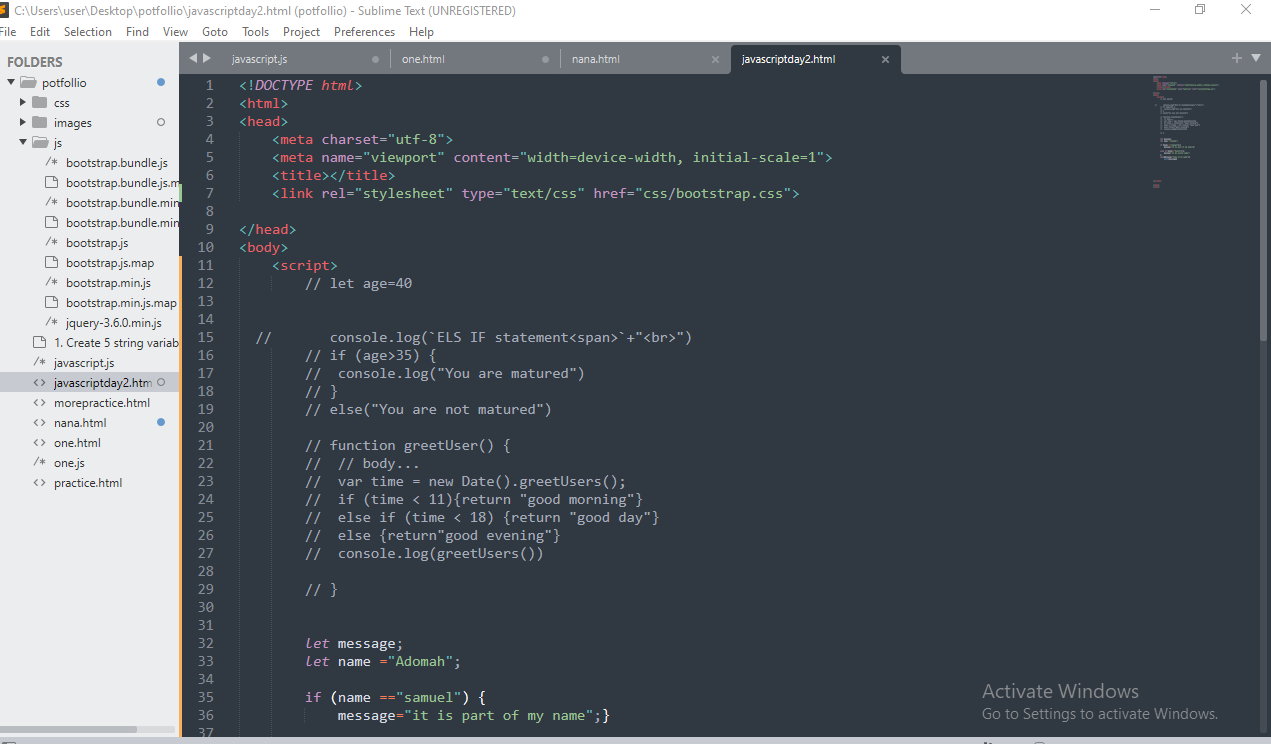 C:\Users\user\Desktop\potfollio\javascriptday2.html (potfollio) - Sublime Text (UNREGISTERED)
File Edit Selection Find View Goto Tools Project Preferences Help
FOLDERS
potfollio
css
images
js
bootstrap.bundle.js
bootstrap.bundle.js.m
bootstrap.bundle.min
bootstrap.bundle.min
bootstrap.js
bootstrap.js.map
bootstrap.min.js
bootstrap.min.js.map
jquery-3.6.0.min.js
1. Create 5 string variab
javascript.js
javascriptday2.htm
morepractice.html
nana.html
one.html
one.js
practice.html
javascript.js one.html nana.html javascriptday2.html
1 <!DOCTYPE html>
2 <html>
3 <head>
4 <meta charset="utf-8">
5 <meta name="viewport" content="width=device-width, initial-scale=1">
6 <title></title>
7 <link rel="stylesheet" type="text/css" href="css/bootstrap.css">
8
9 </head>
10 <body>
11 <script>
12 // let age=40
13
14
15 // console.log(`ELS IF statement<span>`+"<br>")
16 // if (age>35) {
17 // console.log("You are matured")
18 // }
19 // else("You are not matured")
20
21 // function greetUser() {
22 // // body...
23 // var time = new Date().greetUsers();
24 // if (time < 11){return "good morning"}
25 // else if (time < 18) {return "good day"}
26 // else {return"good evening"}
27 // console.log(greetUsers())
28
29 // }
30
31
32 let message;
33 let name ="Adomah";
34
35 if (name =="samuel") {
36 message="it is part of my name";}
37
Activate Windows
Go to Settings to activate Windows.